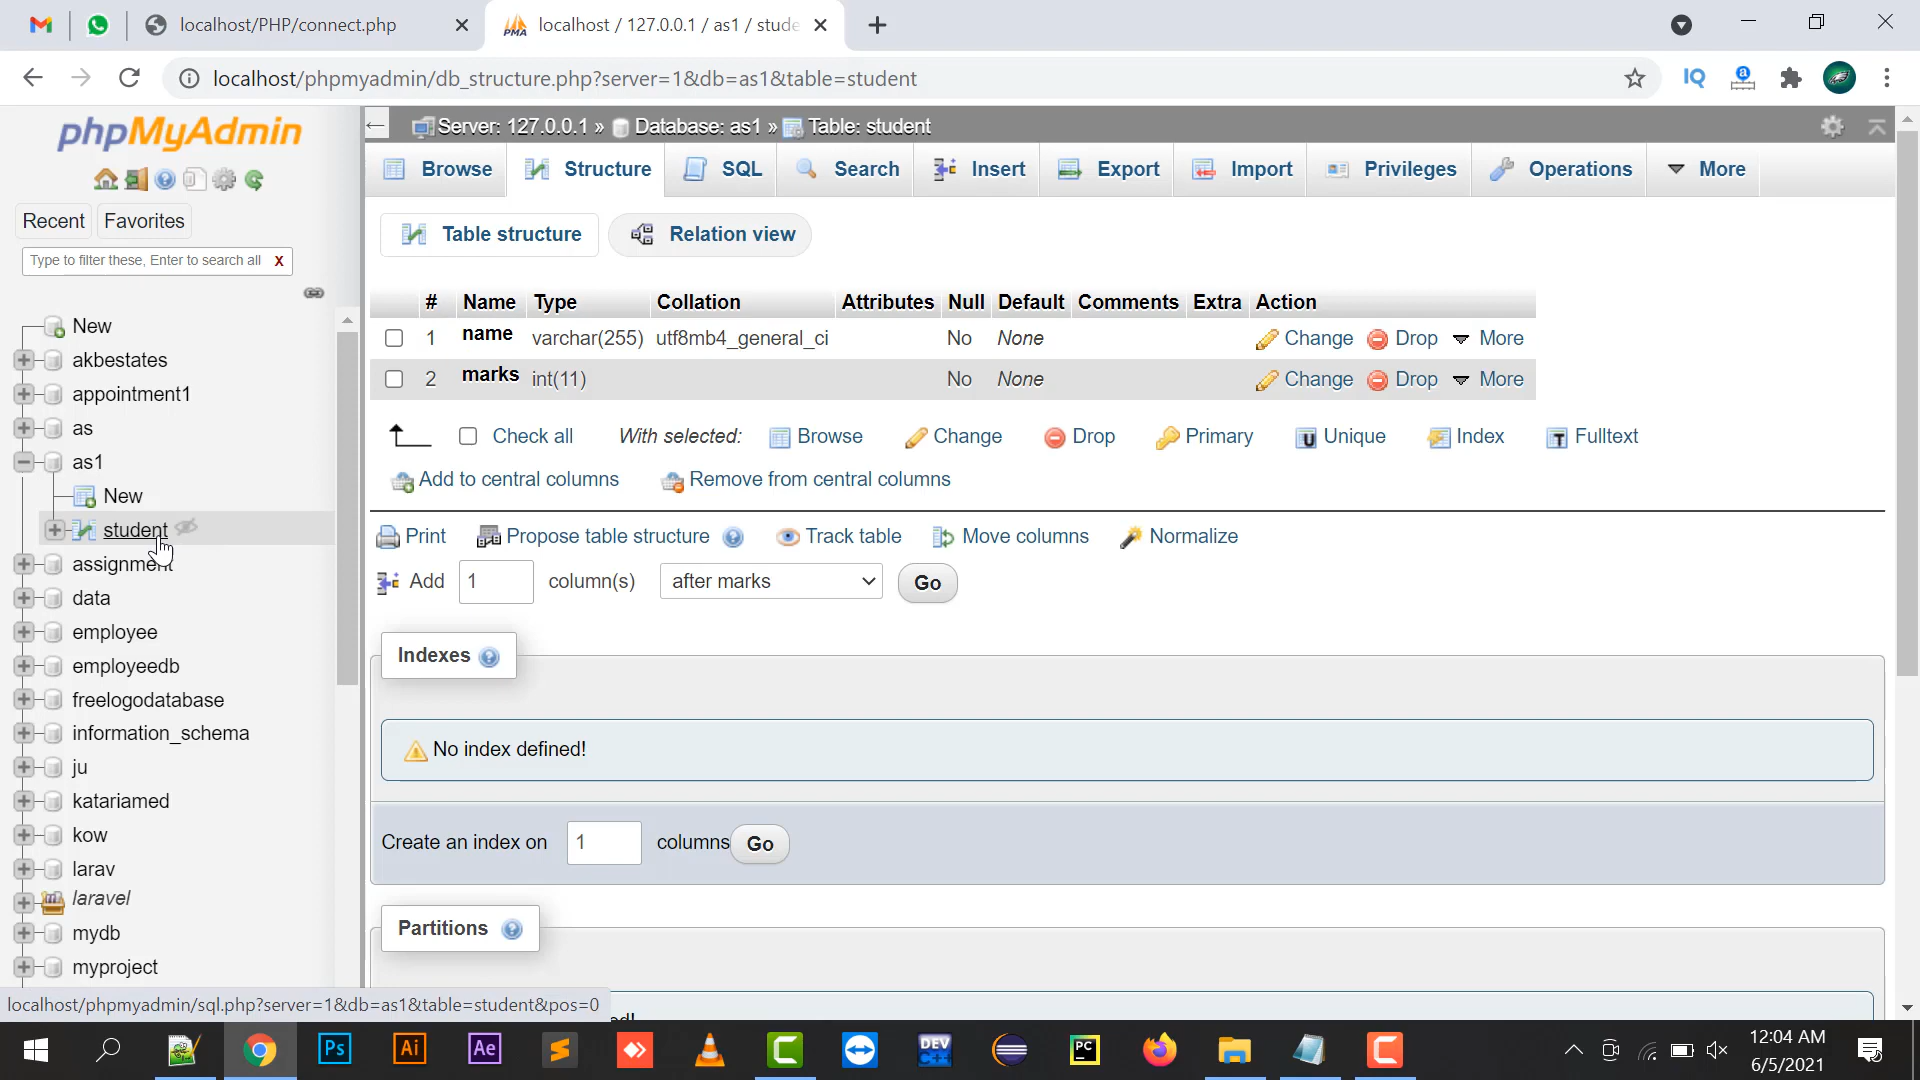 localhost/PHP/connect.php
localhost / 127.0.0.1 / as1 / stude
localhost/phpmyadmin/db_structure.php?server=1&db=as1&table=student
phpMyAdmin
Recent Favorites
Type to filter these, Enter to search all X
New
akbestates
appointment1
as
as1
New
student
assignment
data
employee
employeedb
freelogodatabase
information_schema
ju
katariamed
kow
larav
laravel
mydb
myproject
Server: 127.0.0.1 » Database: as1 » Table: student
Browse Structure SQL Search Insert Export Import Privileges Operations More
Table structure Relation view
# Name Type Collation Attributes Null Default Comments Extra Action
1 name varchar(255) utf8mb4_general_ci No None Change Drop More
2 marks int(11) No None Change Drop More
Check all With selected: Browse Change Drop Primary Unique Index Fulltext
Add to central columns Remove from central columns
Print Propose table structure Track table Move columns Normalize
Add 1 column(s) after marks Go
Indexes
No index defined!
Create an index on 1 columns Go
Partitions
localhost/phpmyadmin/sql.php?server=1&db=as1&table=student&pos=0
Ps Ai Ae DEV C++ PC
12:04 AM
6/5/2021